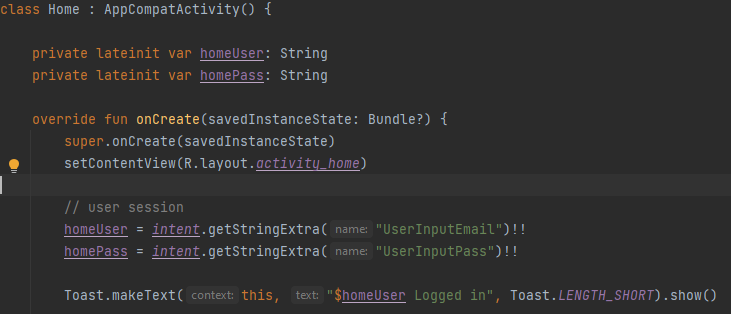 class Home : AppCompatActivity() {
private lateinit var homeUser: String
private lateinit var homePass: String
override fun onCreate(savedInstanceState: Bundle?) {
super.onCreate(savedInstanceState)
setContentView(R.layout.activity_home)
// user session
homeUser = intent.getStringExtra( name: "UserInputEmail")!!
homePass = intent.getStringExtra( name: "UserInputPass")!!
Toast.makeText( context: this, text: "$homeUser Logged in", Toast.LENGTH_SHORT).show()